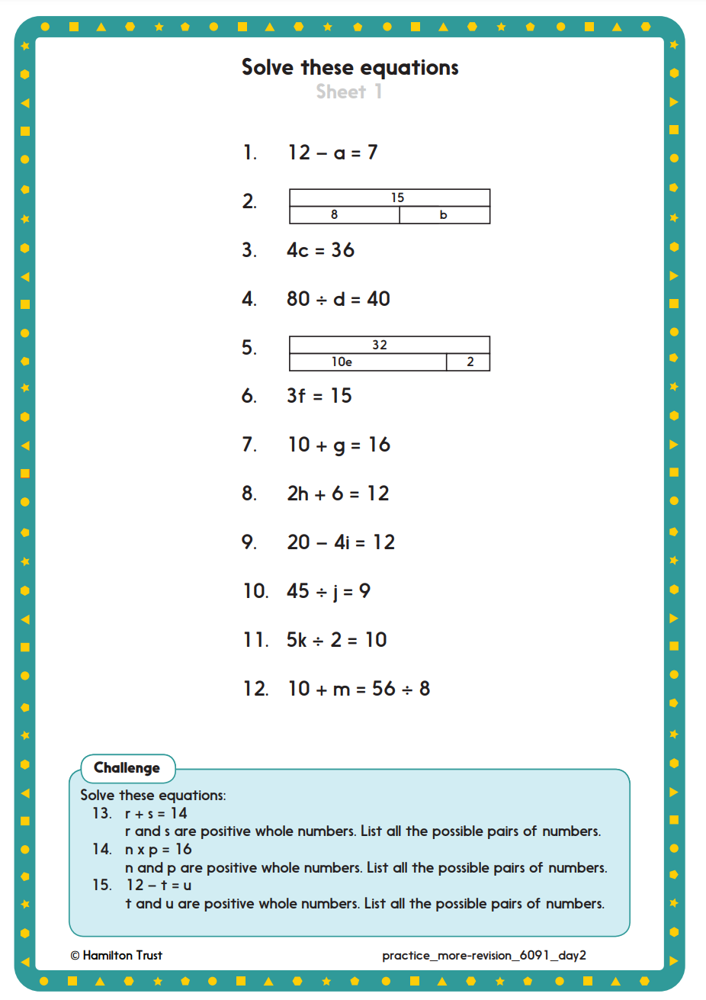 Solve these equations
Sheet 1
1. 12 – a = 7
2. 15
8 b
3. 4c = 36
4. 80 ÷ d = 40
5. 32
10e 2
6. 3f = 15
7. 10 + g = 16
8. 2h + 6 = 12
9. 20 – 4i = 12
10. 45 ÷ j = 9
11. 5k ÷ 2 = 10
12. 10 + m = 56 ÷ 8
Challenge
Solve these equations:
13. r + s = 14
r and s are positive whole numbers. List all the possible pairs of numbers.
14. n x p = 16
n and p are positive whole numbers. List all the possible pairs of numbers.
15. 12 – t = u
t and u are positive whole numbers. List all the possible pairs of numbers.
© Hamilton Trust practice_more-revision_6091_day2